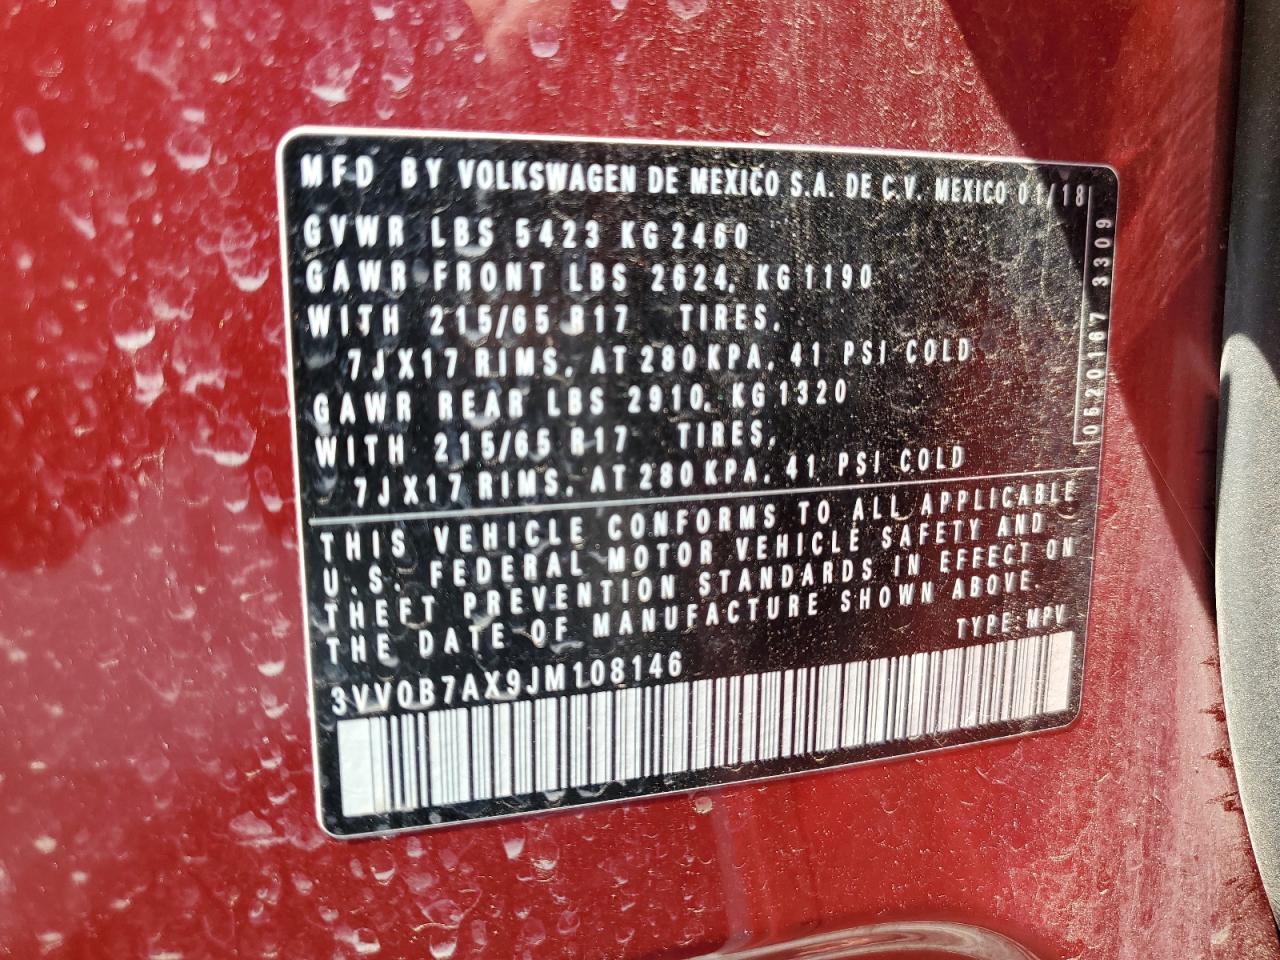 MFD BY VOLKSWAGEN DE MEXICO S.A. DE C.V. MEXICO 01/18
GVWR LBS 5423 KG 2460
GAWR FRONT LBS 2624, KG 1190
WITH 215/65 R17 TIRES,
7JX17 RIMS, AT 280 KPA, 41 PSI COLD
GAWR REAR LBS 2910, KG 1320
WITH 215/65 R17 TIRES,
7JX17 RIMS, AT 280 KPA, 41 PSI COLD
0520167 3309
THIS VEHICLE CONFORMS TO ALL APPLICABLE
U.S. FEDERAL MOTOR VEHICLE SAFETY AND
THEFT PREVENTION STANDARDS IN EFFECT ON
THE DATE OF MANUFACTURE SHOWN ABOVE.
TYPE: MPV
3VV0B7AX9JM108146